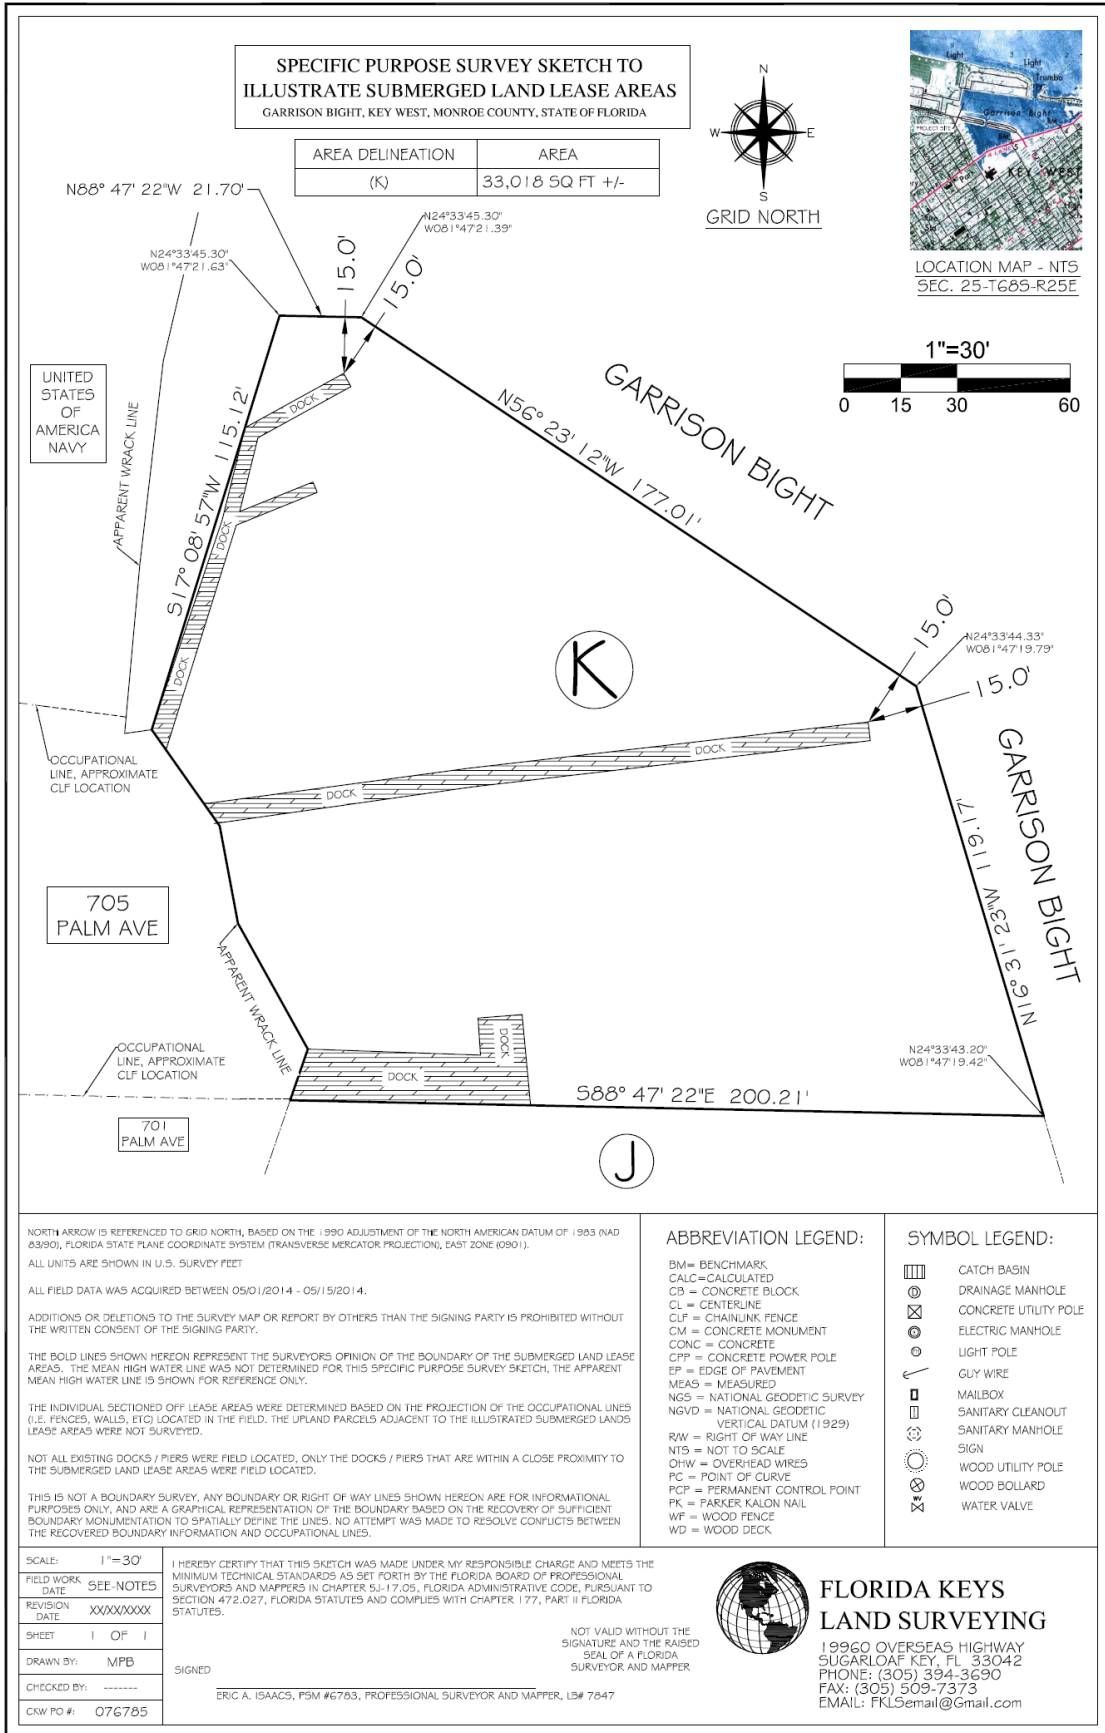 SPECIFIC PURPOSE SURVEY SKETCH TO
ILLUSTRATE SUBMERGED LAND LEASE AREAS
GARRISON BIGHT, KEY WEST, MONROE COUNTY, STATE OF FLORIDA
AREA DELINEATION AREA
(K) 33,018 SQ FT +/-
N
W E
S
GRID NORTH
Light
Light
Trumbo
Garrison Bight
BM
PROJECT SITE
KEY WEST
LOCATION MAP - NTS
SEC. 25-T68S-R25E
1"=30'
0 15 30 60
N88° 47' 22"W 21.70'
N24°33'45.30"
W081°47'21.63"
N24°33'45.30"
W081°47'21.39"
15.0'
15.0'
UNITED
STATES
OF
AMERICA
NAVY
APPARENT WRACK LINE
S17° 08' 57"W 115.12'
DOCK
DOCK
DOCK
N56° 23' 12"W 177.01'
GARRISON BIGHT
K
15.0'
N24°33'44.33"
W081°47'19.79"
15.0'
DOCK
DOCK
GARRISON BIGHT
N16° 31' 23"W 119.17'
OCCUPATIONAL
LINE, APPROXIMATE
CLF LOCATION
705
PALM AVE
APPARENT WRACK LINE
OCCUPATIONAL
LINE, APPROXIMATE
CLF LOCATION
DOCK
DOCK
N24°33'43.20"
W081°47'19.42"
S88° 47' 22"E 200.21'
701
PALM AVE
J
NORTH ARROW IS REFERENCED TO GRID NORTH, BASED ON THE 1990 ADJUSTMENT OF THE NORTH AMERICAN DATUM OF 1983 (NAD
83/90), FLORIDA STATE PLANE COORDINATE SYSTEM (TRANSVERSE MERCATOR PROJECTION), EAST ZONE (0901).
ALL UNITS ARE SHOWN IN U.S. SURVEY FEET
ALL FIELD DATA WAS ACQUIRED BETWEEN 05/01/2014 - 05/15/2014.
ADDITIONS OR DELETIONS TO THE SURVEY MAP OR REPORT BY OTHERS THAN THE SIGNING PARTY IS PROHIBITED WITHOUT
THE WRITTEN CONSENT OF THE SIGNING PARTY.
THE BOLD LINES SHOWN HEREON REPRESENT THE SURVEYORS OPINION OF THE BOUNDARY OF THE SUBMERGED LAND LEASE
AREAS. THE MEAN HIGH WATER LINE WAS NOT DETERMINED FOR THIS SPECIFIC PURPOSE SURVEY SKETCH, THE APPARENT
MEAN HIGH WATER LINE IS SHOWN FOR REFERENCE ONLY.
THE INDIVIDUAL SECTIONED OFF LEASE AREAS WERE DETERMINED BASED ON THE PROJECTION OF THE OCCUPATIONAL LINES
(I.E. FENCES, WALLS, ETC) LOCATED IN THE FIELD. THE UPLAND PARCELS ADJACENT TO THE ILLUSTRATED SUBMERGED LANDS
LEASE AREAS WERE NOT SURVEYED.
NOT ALL EXISTING DOCKS / PIERS WERE FIELD LOCATED, ONLY THE DOCKS / PIERS THAT ARE WITHIN A CLOSE PROXIMITY TO
THE SUBMERGED LAND LEASE AREAS WERE FIELD LOCATED.
THIS IS NOT A BOUNDARY SURVEY, ANY BOUNDARY OR RIGHT OF WAY LINES SHOWN HEREON ARE FOR INFORMATIONAL
PURPOSES ONLY, AND ARE A GRAPHICAL REPRESENTATION OF THE BOUNDARY BASED ON THE RECOVERY OF SUFFICIENT
BOUNDARY MONUMENTATION TO SPATIALLY DEFINE THE LINES. NO ATTEMPT WAS MADE TO RESOLVE CONFLICTS BETWEEN
THE RECOVERED BOUNDARY INFORMATION AND OCCUPATIONAL LINES.
ABBREVIATION LEGEND:
BM= BENCHMARK
CALC=CALCULATED
CB = CONCRETE BLOCK
CL = CENTERLINE
CLF = CHAINLINK FENCE
CM = CONCRETE MONUMENT
CONC = CONCRETE
CPP = CONCRETE POWER POLE
EP = EDGE OF PAVEMENT
MEAS = MEASURED
NGS = NATIONAL GEODETIC SURVEY
NGVD = NATIONAL GEODETIC
VERTICAL DATUM (1929)
R/W = RIGHT OF WAY LINE
NTS = NOT TO SCALE
OHW = OVERHEAD WIRES
PC = POINT OF CURVE
PCP = PERMANENT CONTROL POINT
PK = PARKER KALON NAIL
WF = WOOD FENCE
WD = WOOD DECK
SYMBOL LEGEND:
CATCH BASIN
D DRAINAGE MANHOLE
CONCRETE UTILITY POLE
ELECTRIC MANHOLE
LIGHT POLE
GUY WIRE
MAILBOX
SANITARY CLEANOUT
SANITARY MANHOLE
SIGN
WOOD UTILITY POLE
WOOD BOLLARD
WV WATER VALVE
SCALE: 1"=30'
FIELD WORK DATE SEE-NOTES
REVISION DATE XX/XX/XXXX
SHEET 1 OF 1
DRAWN BY: MPB
CHECKED BY: -------
CKW PO #: 076785
I HEREBY CERTIFY THAT THIS SKETCH WAS MADE UNDER MY RESPONSIBLE CHARGE AND MEETS THE
MINIMUM TECHNICAL STANDARDS AS SET FORTH BY THE FLORIDA BOARD OF PROFESSIONAL
SURVEYORS AND MAPPERS IN CHAPTER 5J-17.05, FLORIDA ADMINISTRATIVE CODE, PURSUANT TO
SECTION 472.027, FLORIDA STATUTES AND COMPLIES WITH CHAPTER 177, PART II FLORIDA
STATUTES.
NOT VALID WITHOUT THE
SIGNATURE AND THE RAISED
SEAL OF A FLORIDA
SURVEYOR AND MAPPER
SIGNED
ERIC A. ISAACS, PSM #6783, PROFESSIONAL SURVEYOR AND MAPPER, LB# 7847
FLORIDA KEYS
LAND SURVEYING
19960 OVERSEAS HIGHWAY
SUGARLOAF KEY, FL 33042
PHONE: (305) 394-3690
FAX: (305) 509-7373
EMAIL: FKLSemail@Gmail.com